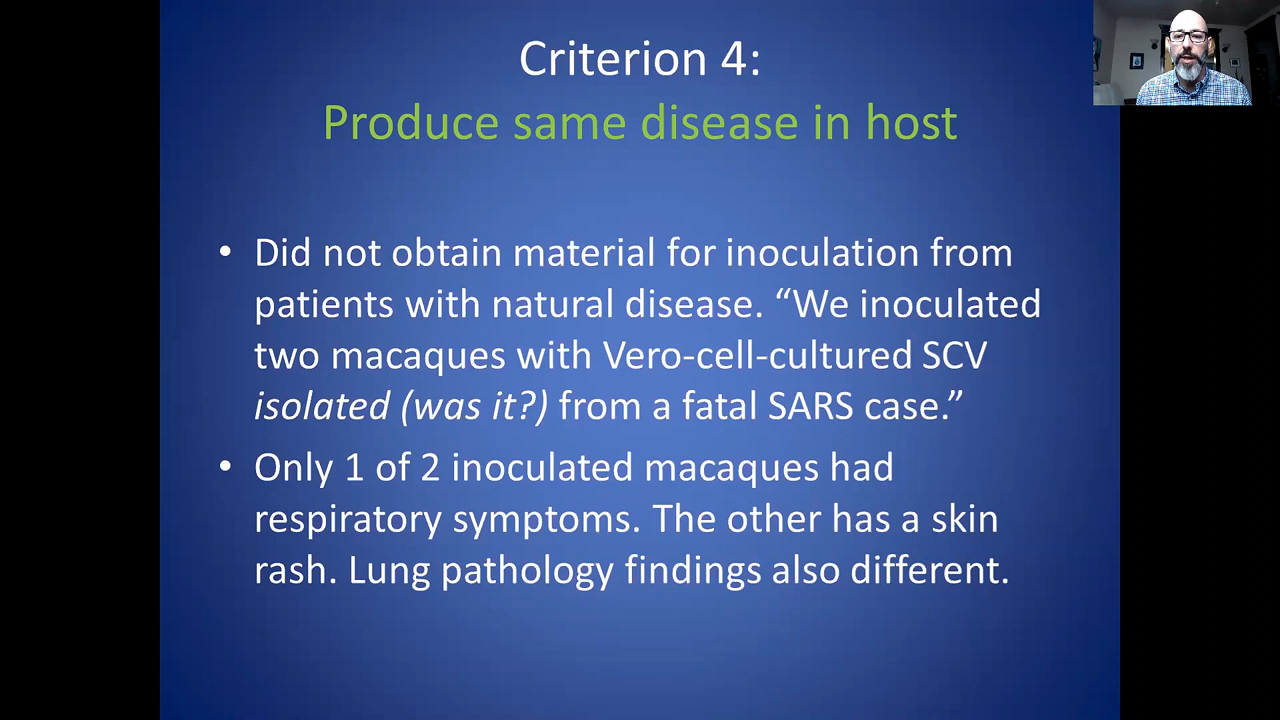 Criterion 4:
Produce same disease in host
• Did not obtain material for inoculation from
patients with natural disease. “We inoculated
two macaques with Vero-cell-cultured SCV
isolated (was it?) from a fatal SARS case.”
• Only 1 of 2 inoculated macaques had
respiratory symptoms. The other has a skin
rash. Lung pathology findings also different.